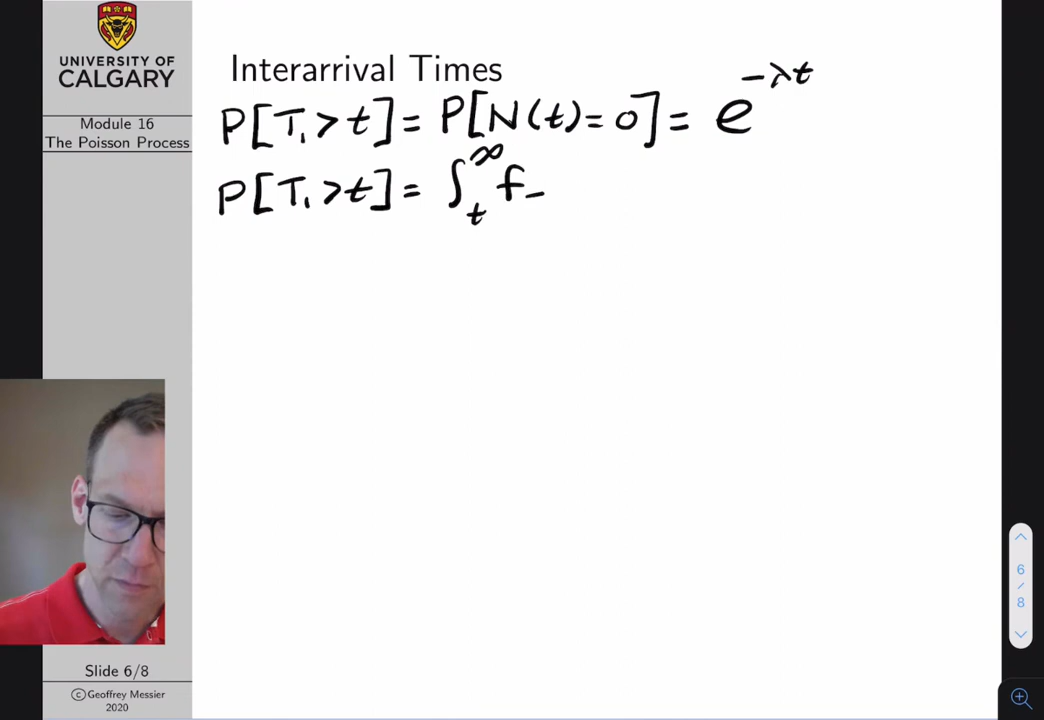 UNIVERSITY OF
CALGARY
Module 16
The Poisson Process
Interarrival Times
P[T₁>t] = P[N(t)=0] = e^{-λt}
P[T₁>t] = ∫_t^∞ f
6
/
8
Slide 6/8
©Geoffrey Messier
2020